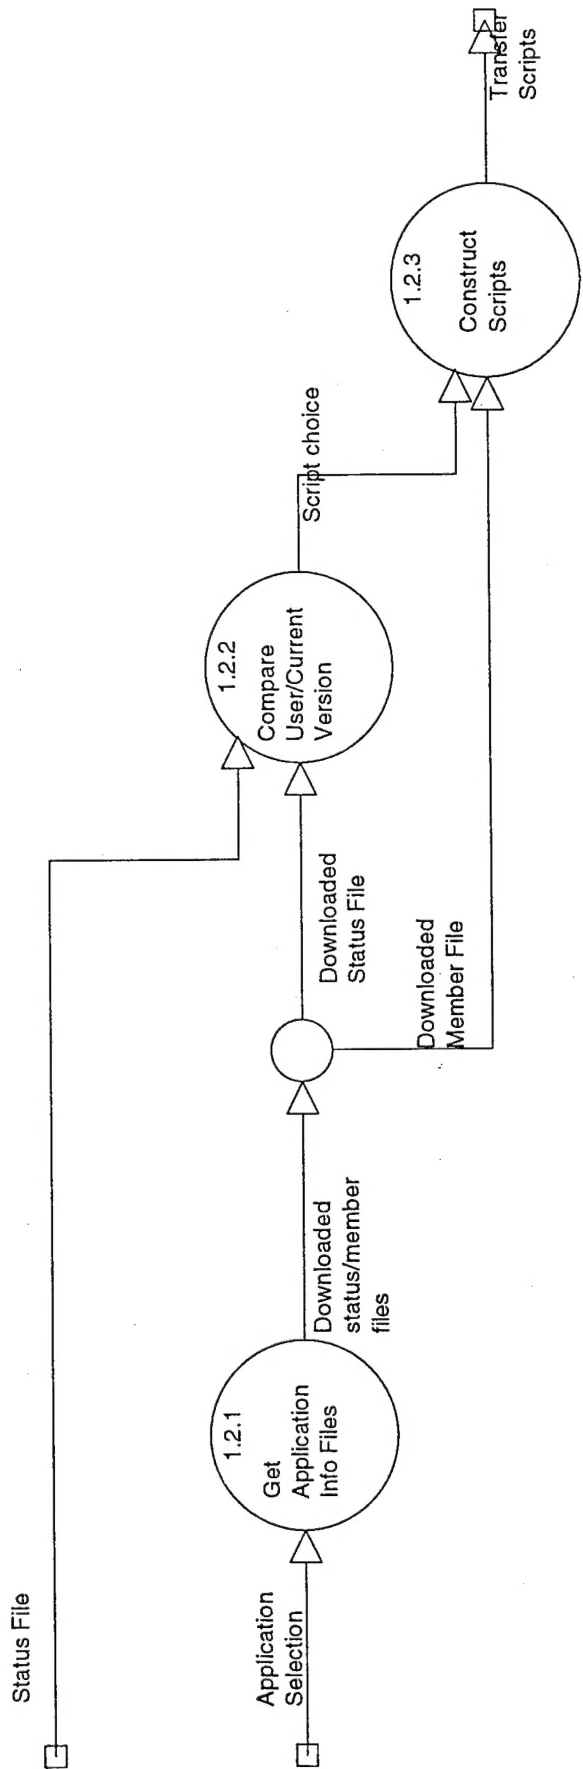 Status File
Application
Selection
1.2.1
Get
Application
Info Files
Downloaded
status/member
files
Downloaded
Status File
Downloaded
Member File
1.2.2
Compare
User/Current
Version
Script choice
1.2.3
Construct
Scripts
Transfer
Scripts